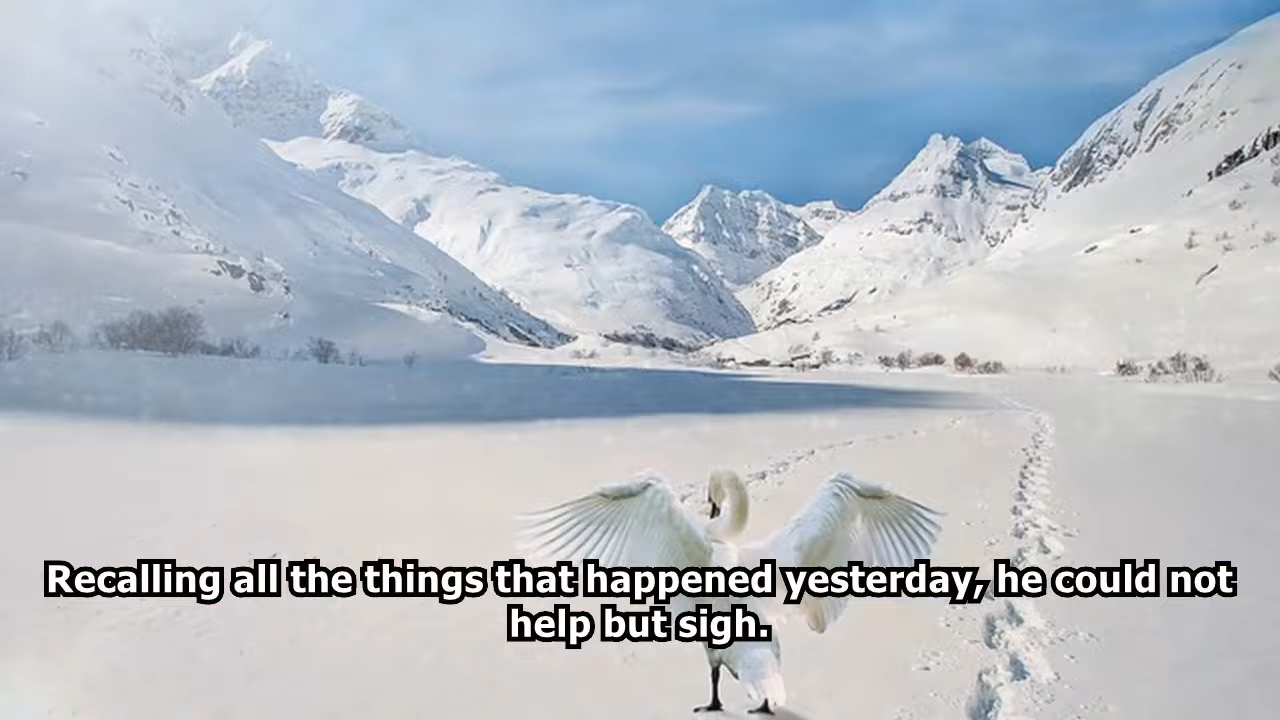 Recalling all the things that happened yesterday, he could not
help but sigh.